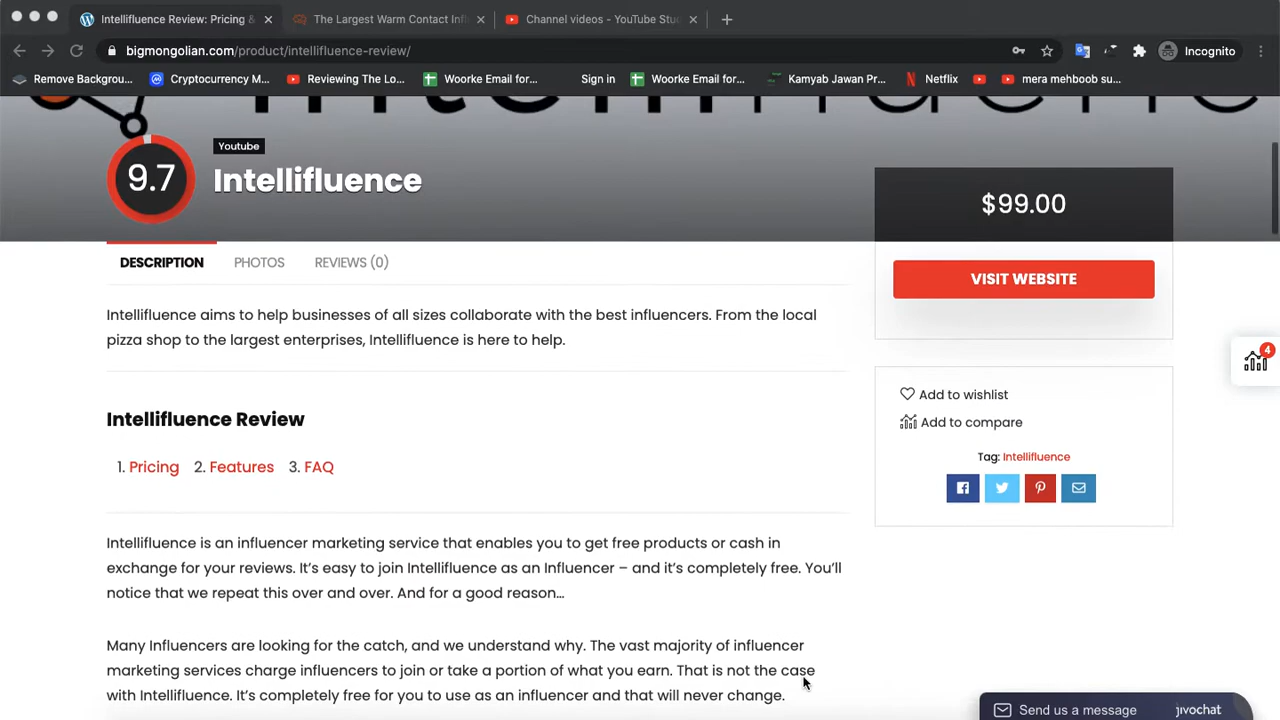 Intellifluence Review: Pricing &
The Largest Warm Contact Infl
Channel videos - YouTube Stud
bigmongolian.com/product/intellifluence-review/
Incognito
Remove Backgrou...
Cryptocurrency M...
Reviewing The Lo...
Woorke Email for...
Sign in
Woorke Email for...
Kamyab Jawan Pr...
Netflix
mera mehboob su...
9.7
Youtube
Intellifluence
$99.00
VISIT WEBSITE
DESCRIPTION PHOTOS REVIEWS (0)
Intellifluence aims to help businesses of all sizes collaborate with the best influencers. From the local
pizza shop to the largest enterprises, Intellifluence is here to help.
4
Add to wishlist
Add to compare
Tag: Intellifluence
Intellifluence Review
1. Pricing 2. Features 3. FAQ
Intellifluence is an influencer marketing service that enables you to get free products or cash in
exchange for your reviews. It's easy to join Intellifluence as an Influencer – and it's completely free. You'll
notice that we repeat this over and over. And for a good reason…
Many Influencers are looking for the catch, and we understand why. The vast majority of influencer
marketing services charge influencers to join or take a portion of what you earn. That is not the case
with Intellifluence. It's completely free for you to use as an influencer and that will never change.
Send us a message jivochat